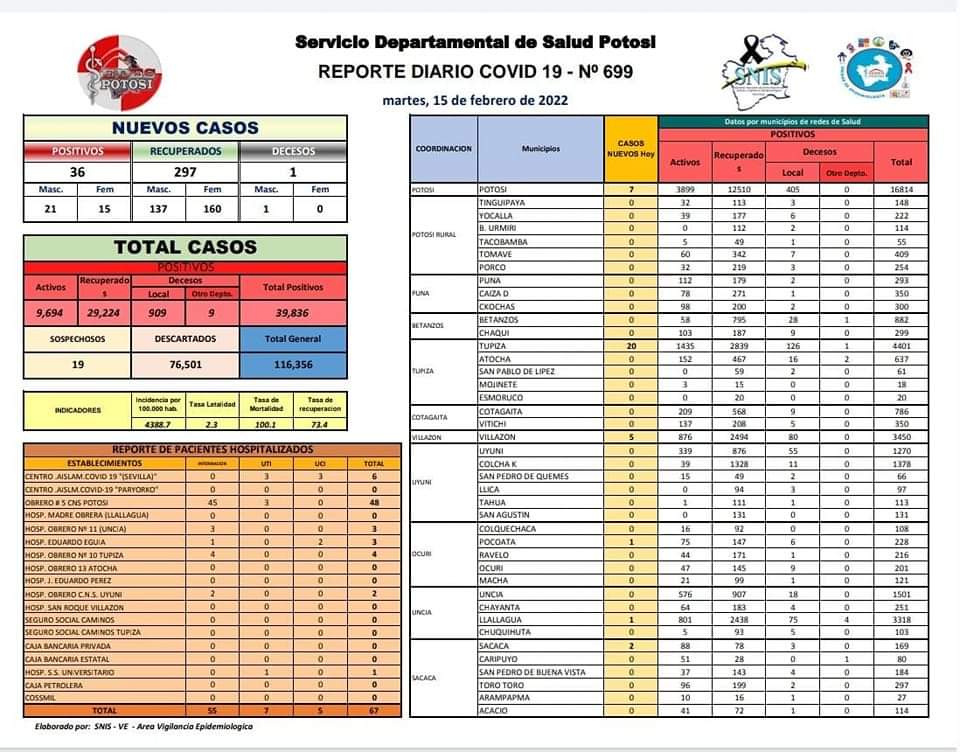 Servicio Departamental de Salud Potosi
REPORTE DIARIO COVID 19 - Nº 699
martes, 15 de febrero de 2022
POTOSI
SNIS
NUEVOS CASOS
POSITIVOS RECUPERADOS DECESOS
36 297 1
Masc. Fem Masc. Fem Masc. Fem
21 15 137 160 1 0
TOTAL CASOS
POSITIVOS
Activos Recuperado s Decesos Total Positivos
Local Otro Depto.
9,694 29,224 909 9 39,836
SOSPECHOSOS DESCARTADOS Total General
19 76,501 116,356
INDICADORES Incidencia por 100.000 hab. Tasa Letalidad Tasa de Mortalidad Tasa de recuperacion
4388.7 2.3 100.1 73.4
REPORTE DE PACIENTES HOSPITALIZADOS
ESTABLECIMIENTOS INTERNACION UTI UCI TOTAL
CENTRO .AISLAM.COVID 19 "(SEVILLA)" 0 3 3 6
CENTRO .AISLM.COVID-19 "PARYORKO" 0 0 0 0
OBRERO # 5 CNS POTOSI 45 3 0 48
HOSP. MADRE OBRERA (LLALLAGUA) 0 0 0 0
HOSP. OBRERO Nº 11 (UNCIA) 3 0 0 3
HOSP. EDUARDO EGUIA 1 0 2 3
HOSP. OBRERO Nº 10 TUPIZA 4 0 0 4
HOSP. OBRERO 13 ATOCHA 0 0 0 0
HOSP. J. EDUARDO PEREZ 0 0 0 0
HOSP. OBRERO C.N.S. UYUNI 2 0 0 2
HOSP. SAN ROQUE VILLAZON 0 0 0 0
SEGURO SOCIAL CAMINOS 0 0 0 0
SEGURO SOCIAL CAMINOS TUPIZA 0 0 0 0
CAJA BANCARIA PRIVADA 0 0 0 0
CAJA BANCARIA ESTATAL 0 0 0 0
HOSP. S.S. UNIVERSITARIO 0 1 0 1
CAJA PETROLERA 0 0 0 0
COSSMIL 0 0 0 0
TOTAL 55 7 5 67
Elaborado por: SNIS - VE - Area Vigilancia Epidemiologica
COORDINACION Municipios CASOS NUEVOS Hoy Datos por municipios de redes de Salud
POSITIVOS
Activos Recuperado s Decesos Total
Local Otro Depto.
POTOSI POTOSI 7 3899 12510 405 0 16814
POTOSI RURAL TINGUIPAYA 0 32 113 3 0 148
YOCALLA 0 39 177 6 0 222
B. URMIRI 0 0 112 2 0 114
TACOBAMBA 0 5 49 1 0 55
TOMAVE 0 60 342 7 0 409
PORCO 0 32 219 3 0 254
PUNA PUNA 0 112 179 2 0 293
CAIZA D 0 78 271 1 0 350
CKOCHAS 0 98 200 2 0 300
BETANZOS BETANZOS 0 58 795 28 1 882
CHAQUI 0 103 187 9 0 299
TUPIZA TUPIZA 20 1435 2839 126 1 4401
ATOCHA 0 152 467 16 2 637
SAN PABLO DE LIPEZ 0 0 59 2 0 61
MOJINETE 0 3 15 0 0 18
ESMORUCO 0 0 20 0 0 20
COTAGAITA COTAGAITA 0 209 568 9 0 786
VITICHI 0 137 208 5 0 350
VILLAZON VILLAZON 5 876 2494 80 0 3450
UYUNI UYUNI 0 339 876 55 0 1270
COLCHA K 0 39 1328 11 0 1378
SAN PEDRO DE QUEMES 0 15 49 2 0 66
LLICA 0 0 94 3 0 97
TAHUA 0 1 111 1 0 113
SAN AGUSTIN 0 0 131 0 0 131
OCURI COLQUECHACA 0 16 92 0 0 108
POCOATA 1 75 147 6 0 228
RAVELO 0 44 171 1 0 216
OCURI 0 47 145 9 0 201
MACHA 0 21 99 1 0 121
UNCIA UNCIA 0 576 907 18 0 1501
CHAYANTA 0 64 183 4 0 251
LLALLAGUA 1 801 2438 75 4 3318
CHUQUIHUTA 0 5 93 5 0 103
SACACA SACACA 2 88 78 3 0 169
CARIPUYO 0 51 28 0 1 80
SAN PEDRO DE BUENA VISTA 0 37 143 4 0 184
TORO TORO 0 96 199 2 0 297
ARAMPAPMA 0 10 16 1 0 27
ACACIO 0 41 72 1 0 114